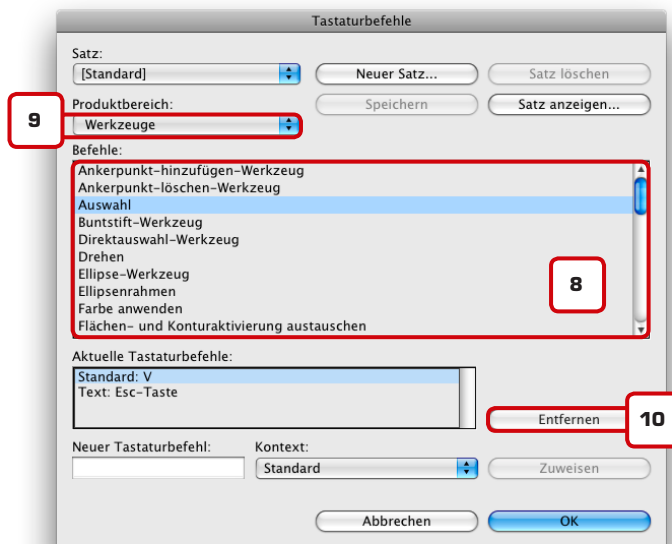 Tastaturbefehle
Satz:
[Standard]
Neuer Satz...
Satz löschen
Produktbereich:
Speichern
Satz anzeigen...
9
Werkzeuge
Befehle:
Ankerpunkt-hinzufügen-Werkzeug
Ankerpunkt-löschen-Werkzeug
Auswahl
Buntstift-Werkzeug
Direktauswahl-Werkzeug
Drehen
Ellipse-Werkzeug
Ellipsenrahmen
8
Farbe anwenden
Flächen- und Konturaktivierung austauschen
Aktuelle Tastaturbefehle:
Standard: V
Text: Esc-Taste
Entfernen
10
Neuer Tastaturbefehl:
Kontext:
Standard
Zuweisen
Abbrechen
OK